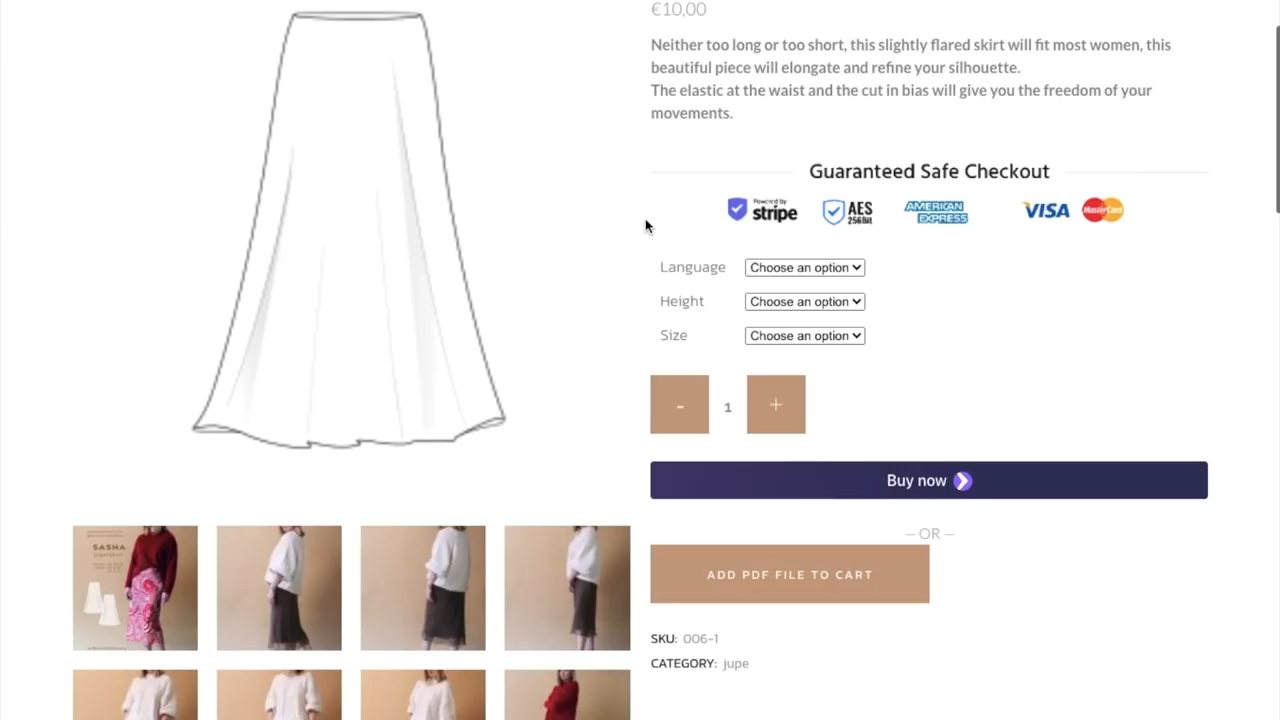 €10,00
Neither too long or too short, this slightly flared skirt will fit most women, this
beautiful piece will elongate and refine your silhouette.
The elastic at the waist and the cut in bias will give you the freedom of your
movements.
Guaranteed Safe Checkout
Powered by
stripe
AES
256Bit
AMERICAN
EXPRESS
VISA
MasterCard
Language
Choose an option
Height
Choose an option
Size
Choose an option
-
1
+
Buy now
— OR —
ADD PDF FILE TO CART
SKU: 006-1
CATEGORY: jupe
SASHA